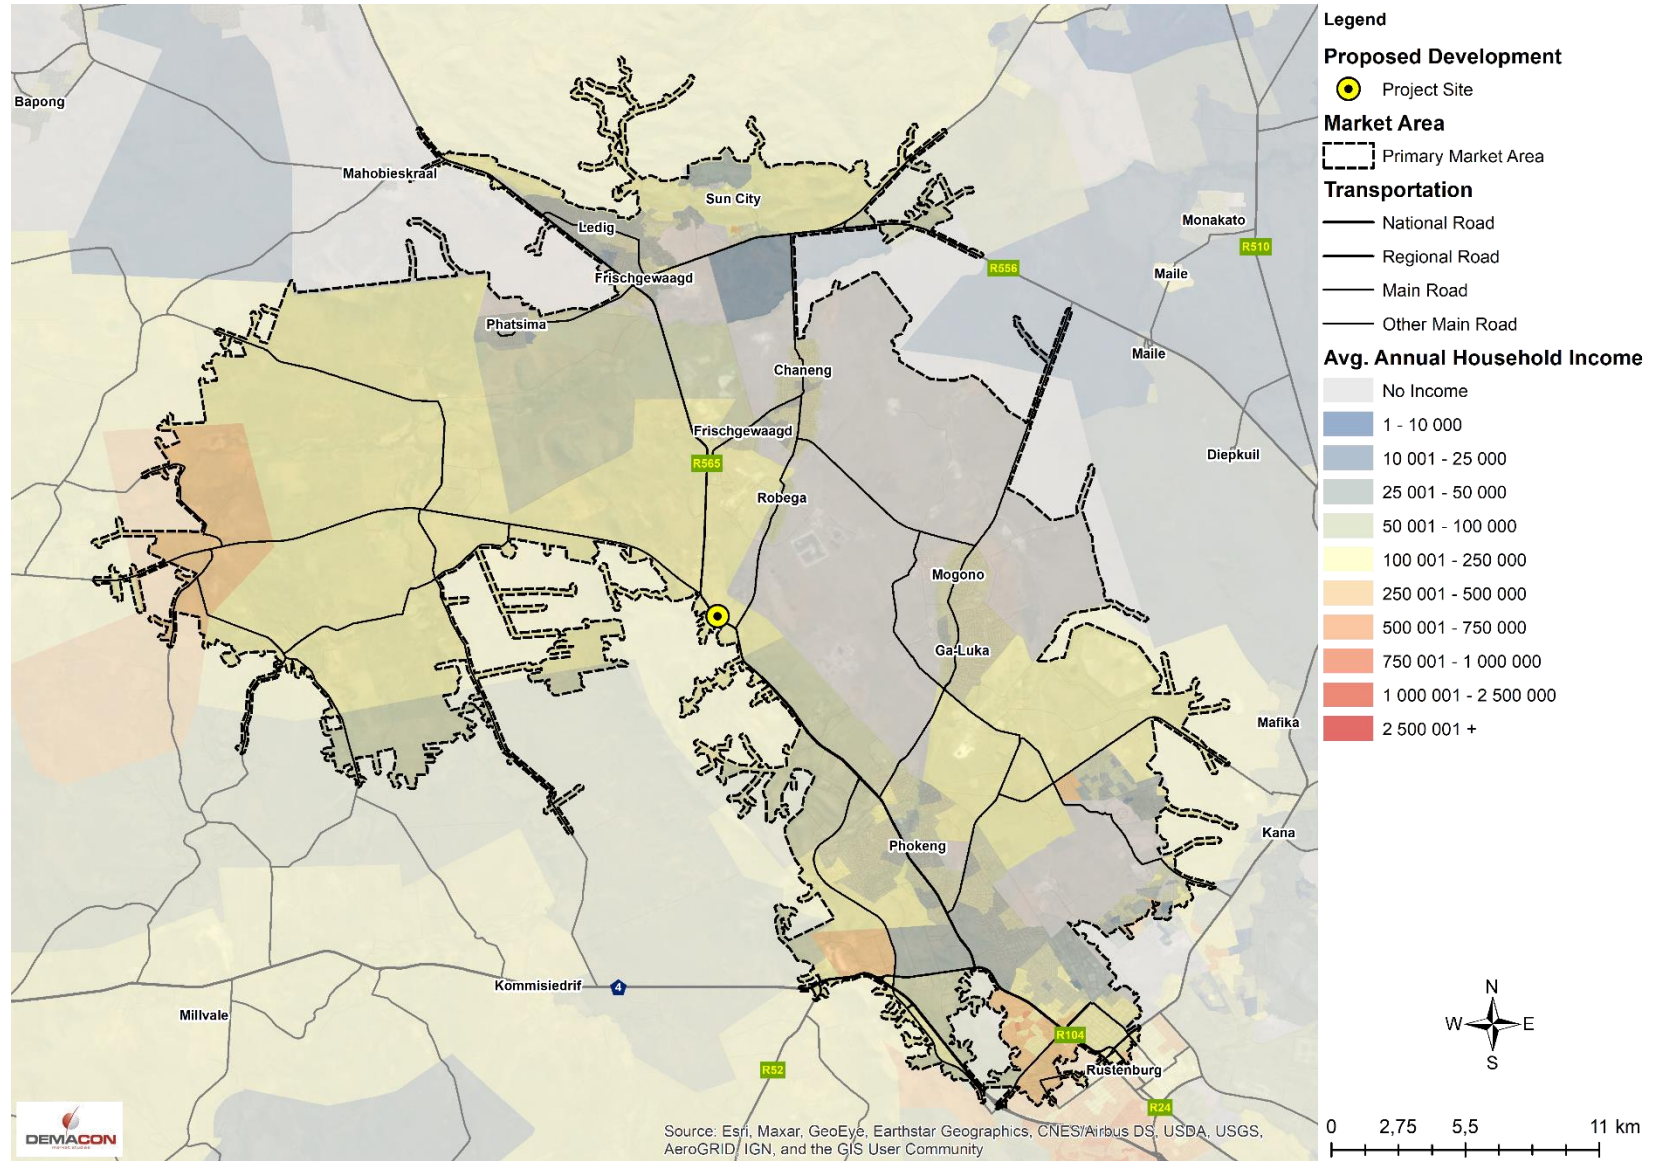 Bapong
Mahobieskraal
Sun City
Ledig
Monakato
R510
R556
Maile
Frischgewaagd
Phatsima
Maile
Chaneng
Frischgewaagd
R565
Diepkuil
Robega
Mogono
Ga-Luka
Mafika
Kana
Phokeng
Kommisiedrif
4
Millvale
R104
R52
Rustenburg
R24
DEMACON
Source: Esri, Maxar, GeoEye, Earthstar Geographics, CNES/Airbus DS, USDA, USGS,
AeroGRID, IGN, and the GIS User Community
Legend
Proposed Development
Project Site
Market Area
Primary Market Area
Transportation
National Road
Regional Road
Main Road
Other Main Road
Avg. Annual Household Income
No Income
1 - 10 000
10 001 - 25 000
25 001 - 50 000
50 001 - 100 000
100 001 - 250 000
250 001 - 500 000
500 001 - 750 000
750 001 - 1 000 000
1 000 001 - 2 500 000
2 500 001 +
N
W E
S
0 2,75 5,5 11 km